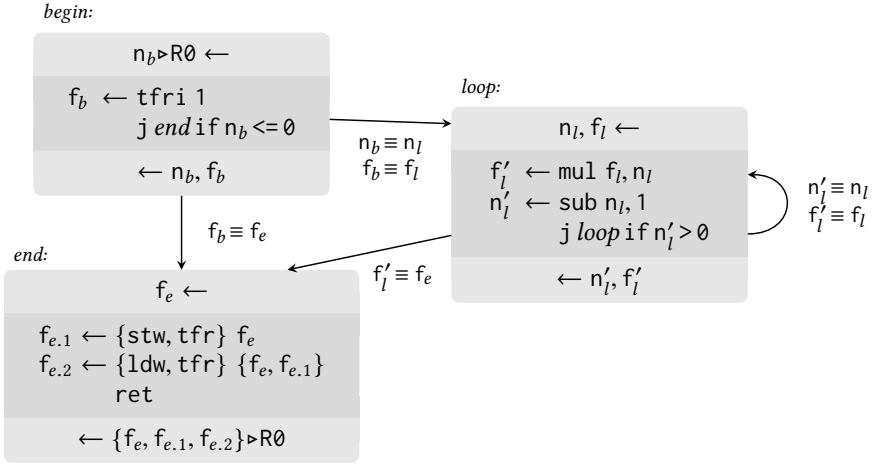 begin:
n_b▹R0 ←
f_b ← tfri 1
j end if n_b <= 0
← n_b, f_b
n_b ≡ n_l
f_b ≡ f_l
loop:
n_l, f_l ←
f′_l ← mul f_l, n_l
n′_l ← sub n_l, 1
j loop if n′_l > 0
← n′_l, f′_l
n′_l ≡ n_l
f′_l ≡ f_l
f_b ≡ f_e
f′_l ≡ f_e
end:
f_e ←
f_e.1 ← {stw, tfr} f_e
f_e.2 ← {ldw, tfr} {f_e, f_e.1}
ret
← {f_e, f_e.1, f_e.2}▹R0